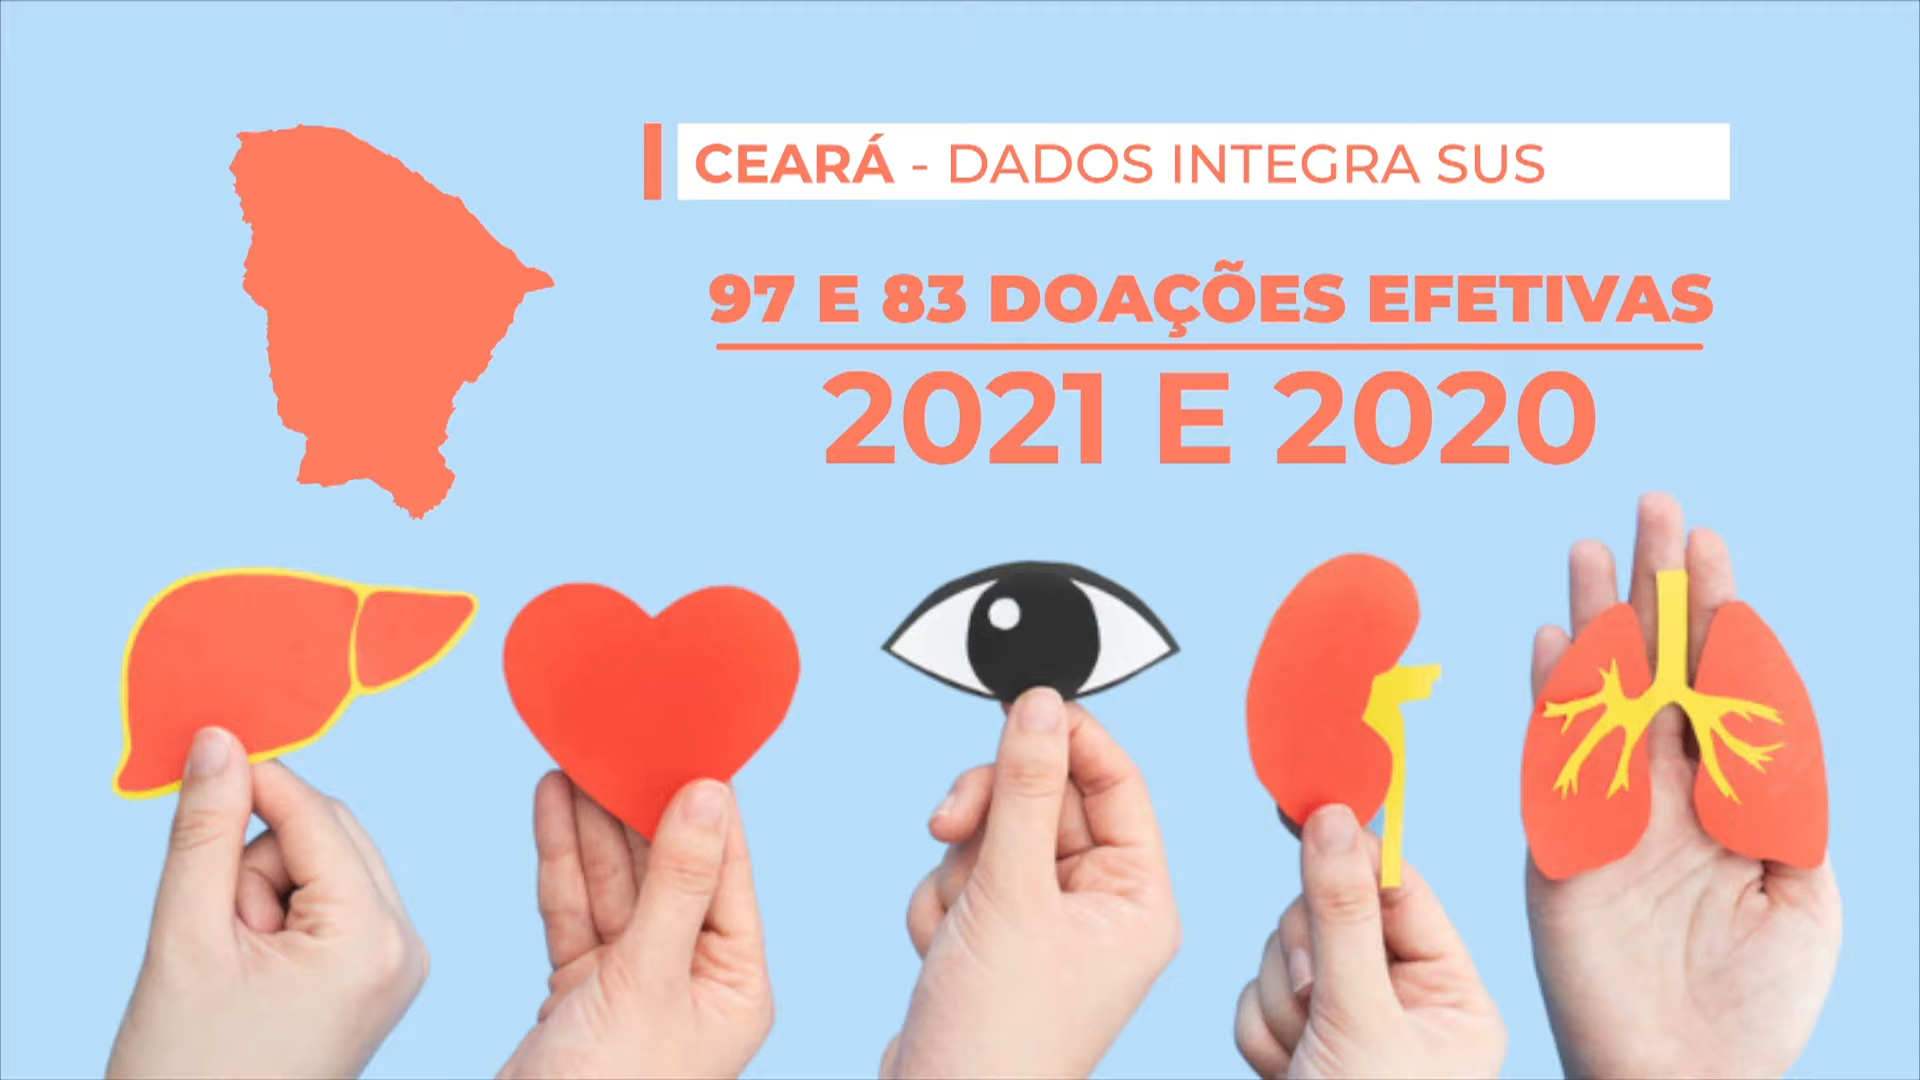 CEARÁ - DADOS INTEGRA SUS
97 E 83 DOAÇÕES EFETIVAS
2021 E 2020